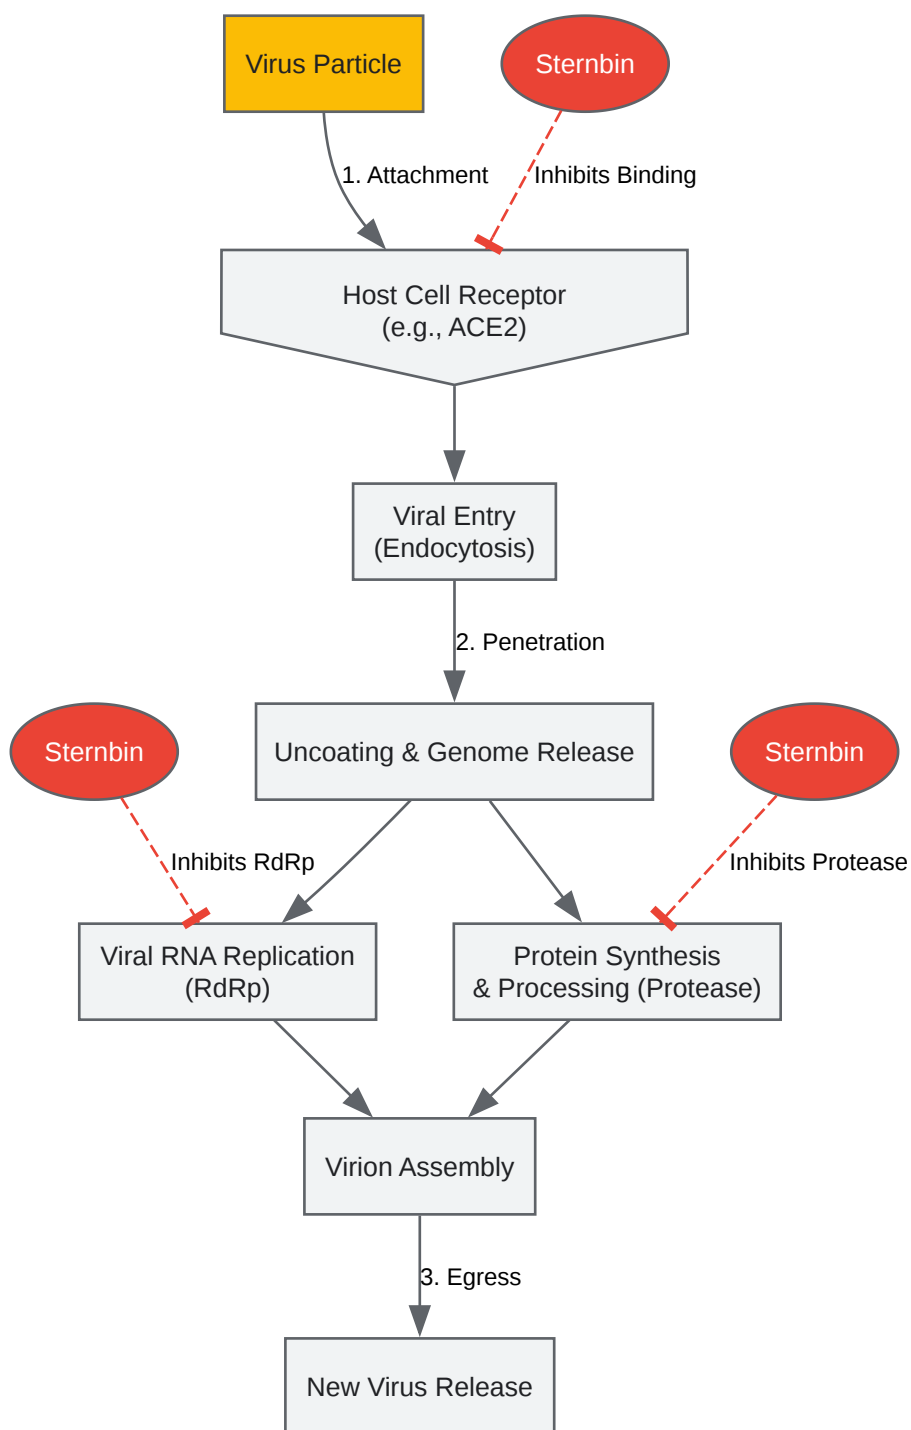 Virus Particle
Sternbin
1. Attachment
Inhibits Binding
Host Cell Receptor
(e.g., ACE2)
Viral Entry
(Endocytosis)
2. Penetration
Sternbin
Uncoating & Genome Release
Sternbin
Inhibits RdRp
Inhibits Protease
Viral RNA Replication
(RdRp)
Protein Synthesis
& Processing (Protease)
Virion Assembly
3. Egress
New Virus Release